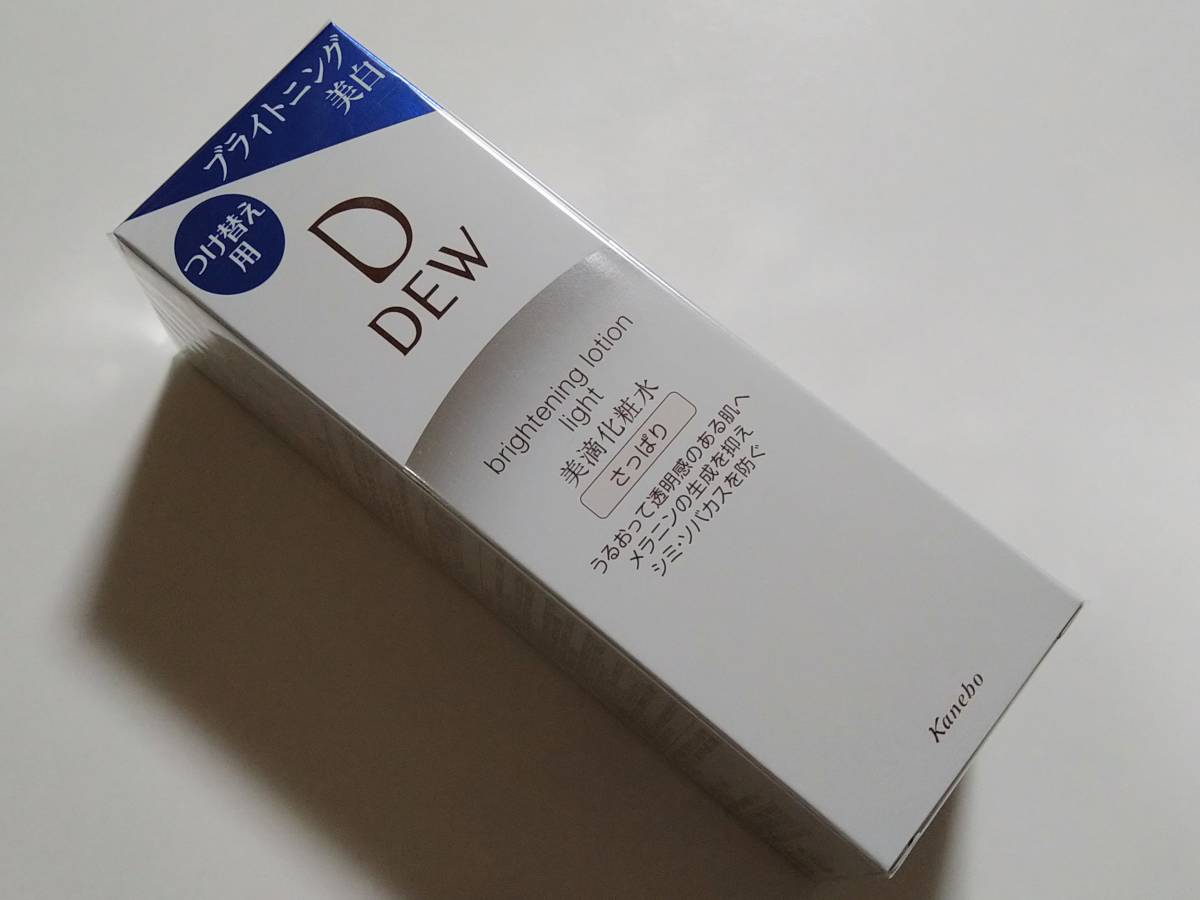 ブライトニング
美白
つけ替え
用
D
DEW
brightening lotion
light
美滴化粧水
さっぱり
うるおって透明感のある肌へ
メラニンの生成を抑え
シミ・ソバカスを防ぐ
Kanebo